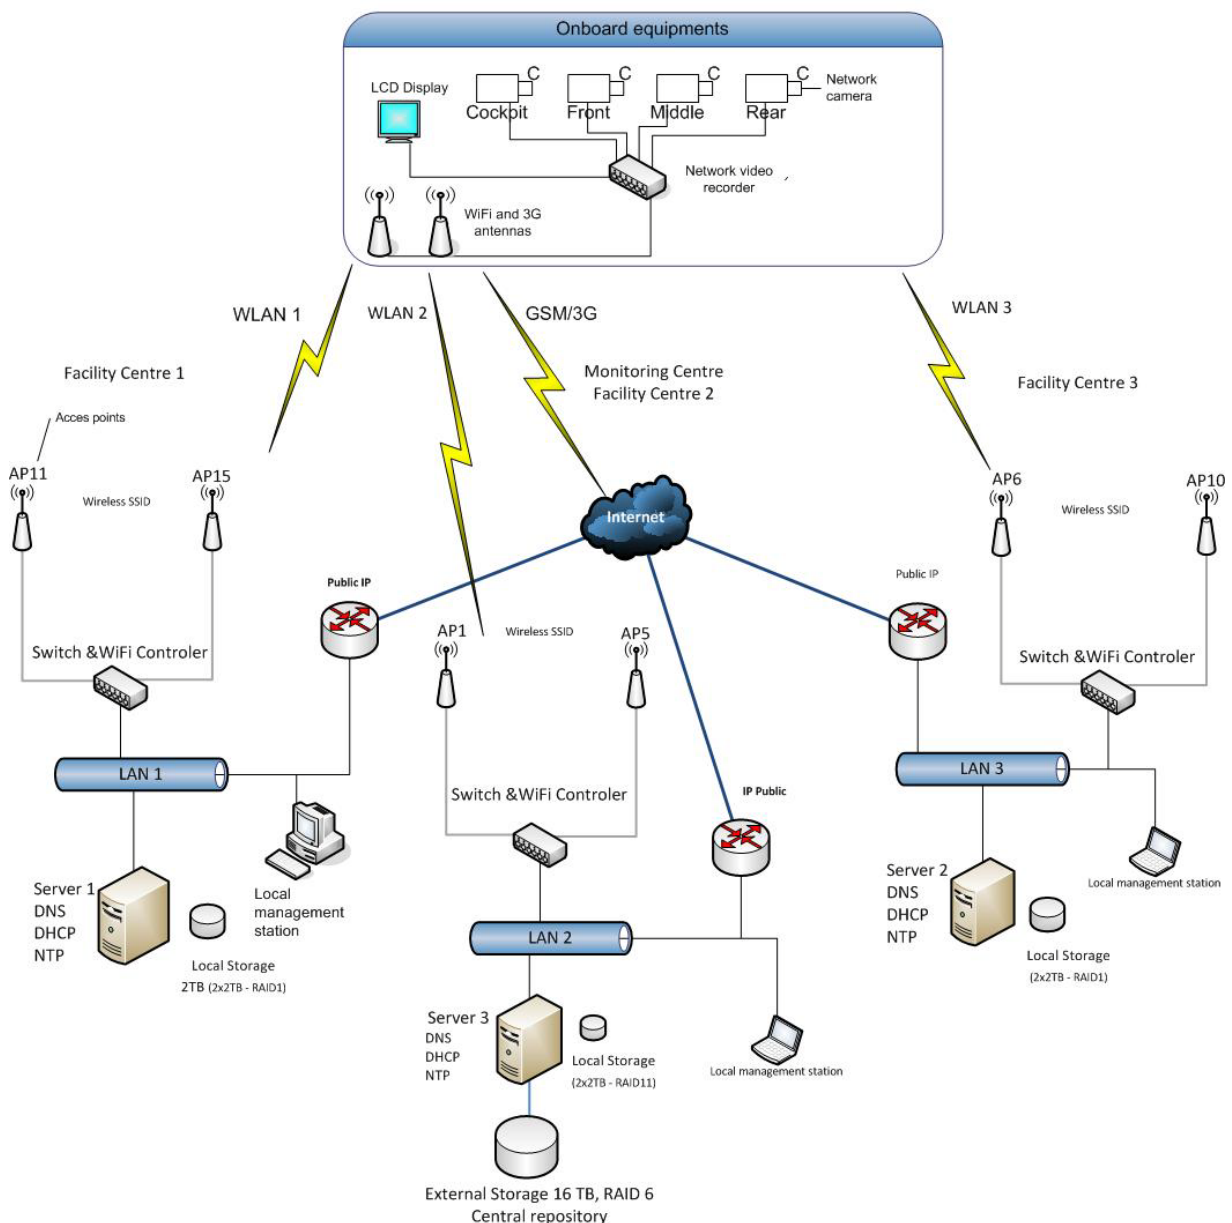 Onboard equipments
LCD Display
C
C
C
C
Network
camera
Cockpit
Front
Middle
Rear
Network video
recorder
WiFi and 3G
antennas
WLAN 1
WLAN 2
GSM/3G
WLAN 3
Facility Centre 1
Monitoring Centre
Facility Centre 2
Facility Centre 3
Acces points
AP11
AP15
Wireless SSID
Internet
AP6
AP10
Wireless SSID
Public IP
Public IP
AP1
Wireless SSID
AP5
Switch &WiFi Controler
Switch &WiFi Controler
LAN 1
LAN 3
Switch &WiFi Controler
IP Public
Server 1
DNS
DHCP
NTP
Local
management
station
Local Storage
2TB (2x2TB - RAID1)
Server 2
DNS
DHCP
NTP
Local management station
Local Storage
(2x2TB - RAID1)
LAN 2
Server 3
DNS
DHCP
NTP
Local Storage
(2x2TB - RAID11)
Local management station
External Storage 16 TB, RAID 6
Central repository